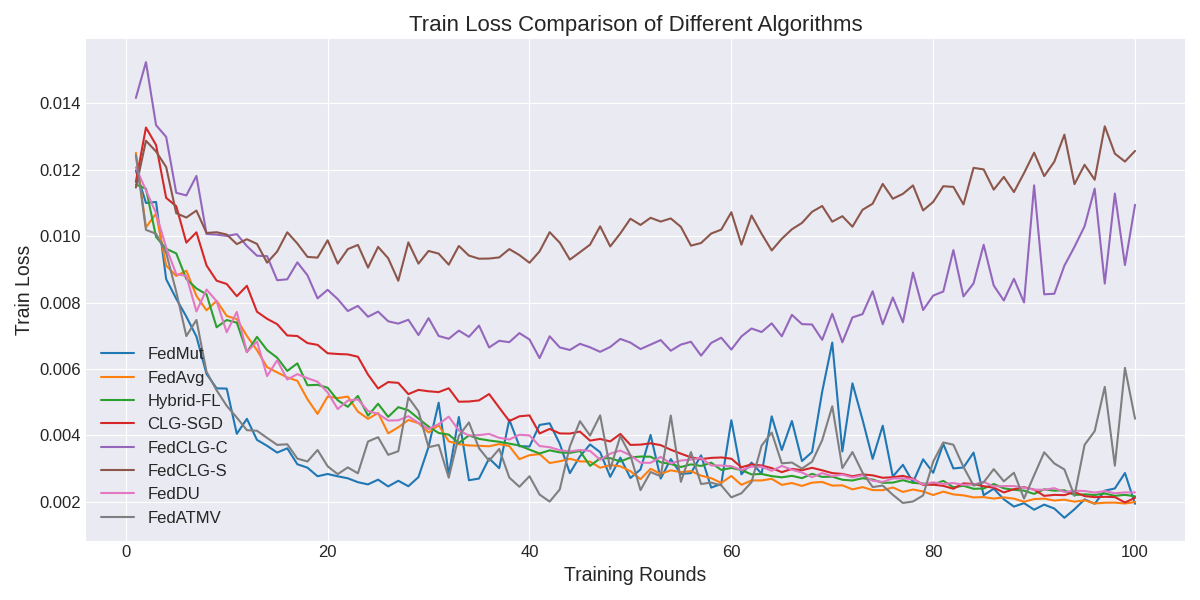 Train Loss Comparison of Different Algorithms
Train Loss
0.014
0.012
0.010
0.008
0.006
0.004
0.002
FedMut
FedAvg
Hybrid-FL
CLG-SGD
FedCLG-C
FedCLG-S
FedDU
FedATMV
0
20
40
60
80
100
Training Rounds